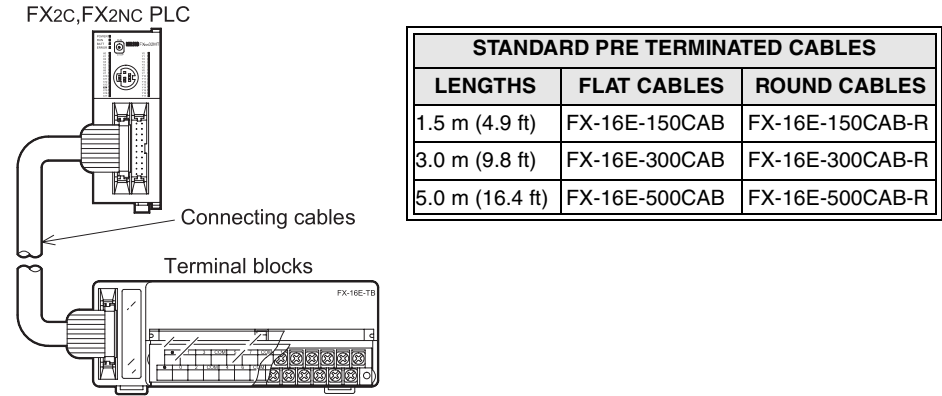 FX2C,FX2NC PLC
Connecting cables
Terminal blocks
FX-16E-TB
STANDARD PRE TERMINATED CABLES
LENGTHS FLAT CABLES ROUND CABLES
1.5 m (4.9 ft) FX-16E-150CAB FX-16E-150CAB-R
3.0 m (9.8 ft) FX-16E-300CAB FX-16E-300CAB-R
5.0 m (16.4 ft) FX-16E-500CAB FX-16E-500CAB-R